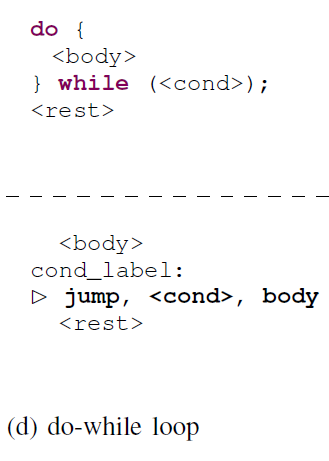 do {
<body>
} while (<cond>);
<rest>
<body>
cond_label:
▷ jump, <cond>, body
<rest>
(d) do-while loop